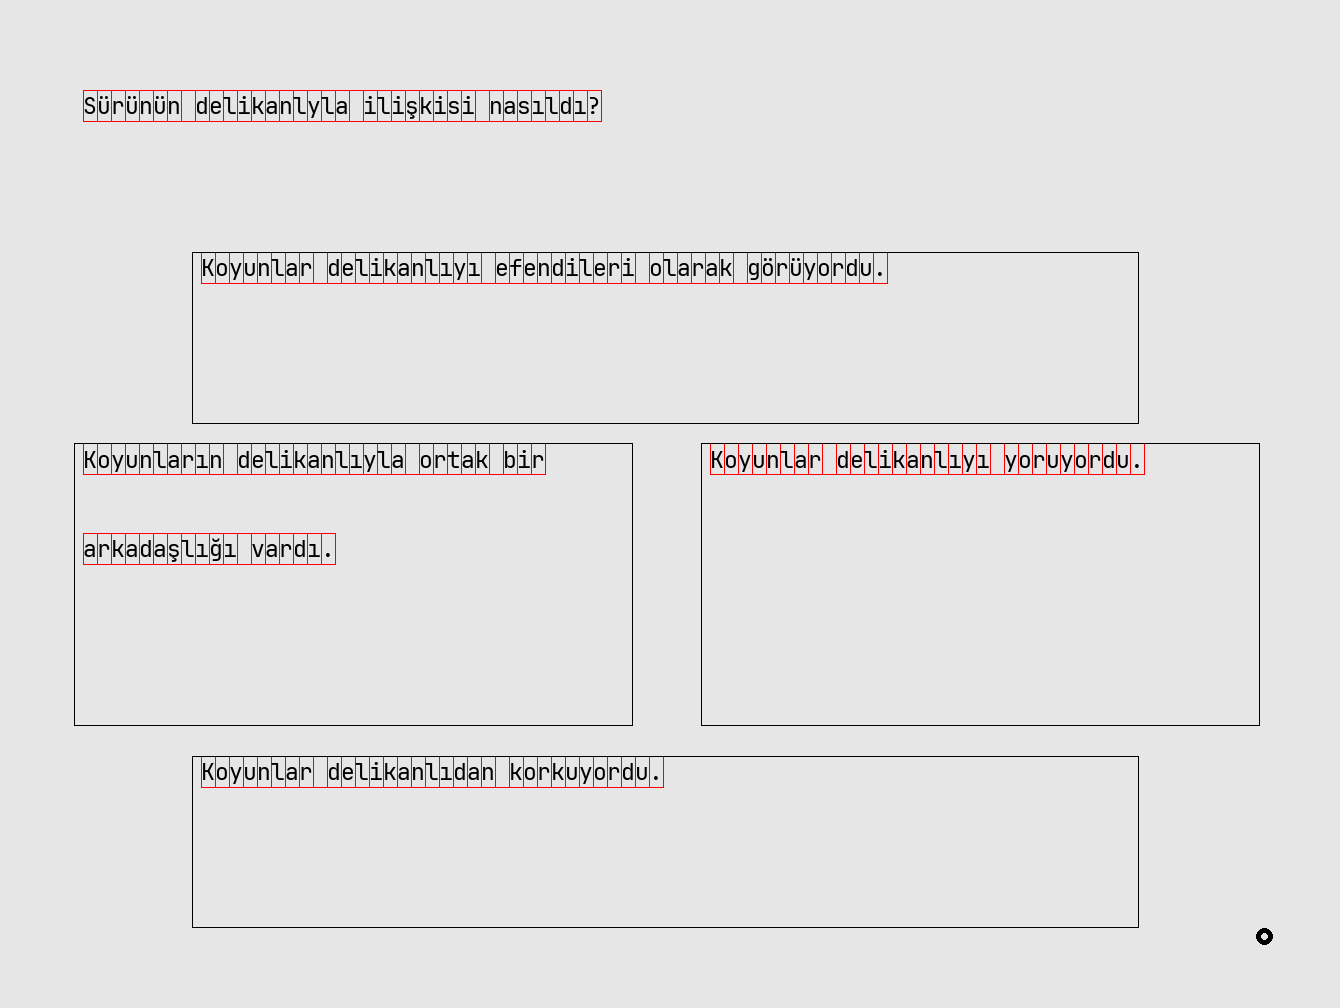 Sürünün delikanlyla ilişkisi nasıldı?
Koyunlar delikanlıyı efendileri olarak görüyordu.
Koyunların delikanlıyla ortak bir
arkadaşlığı vardı.
Koyunlar delikanlıyı yoruyordu.
Koyunlar delikanlıdan korkuyordu.